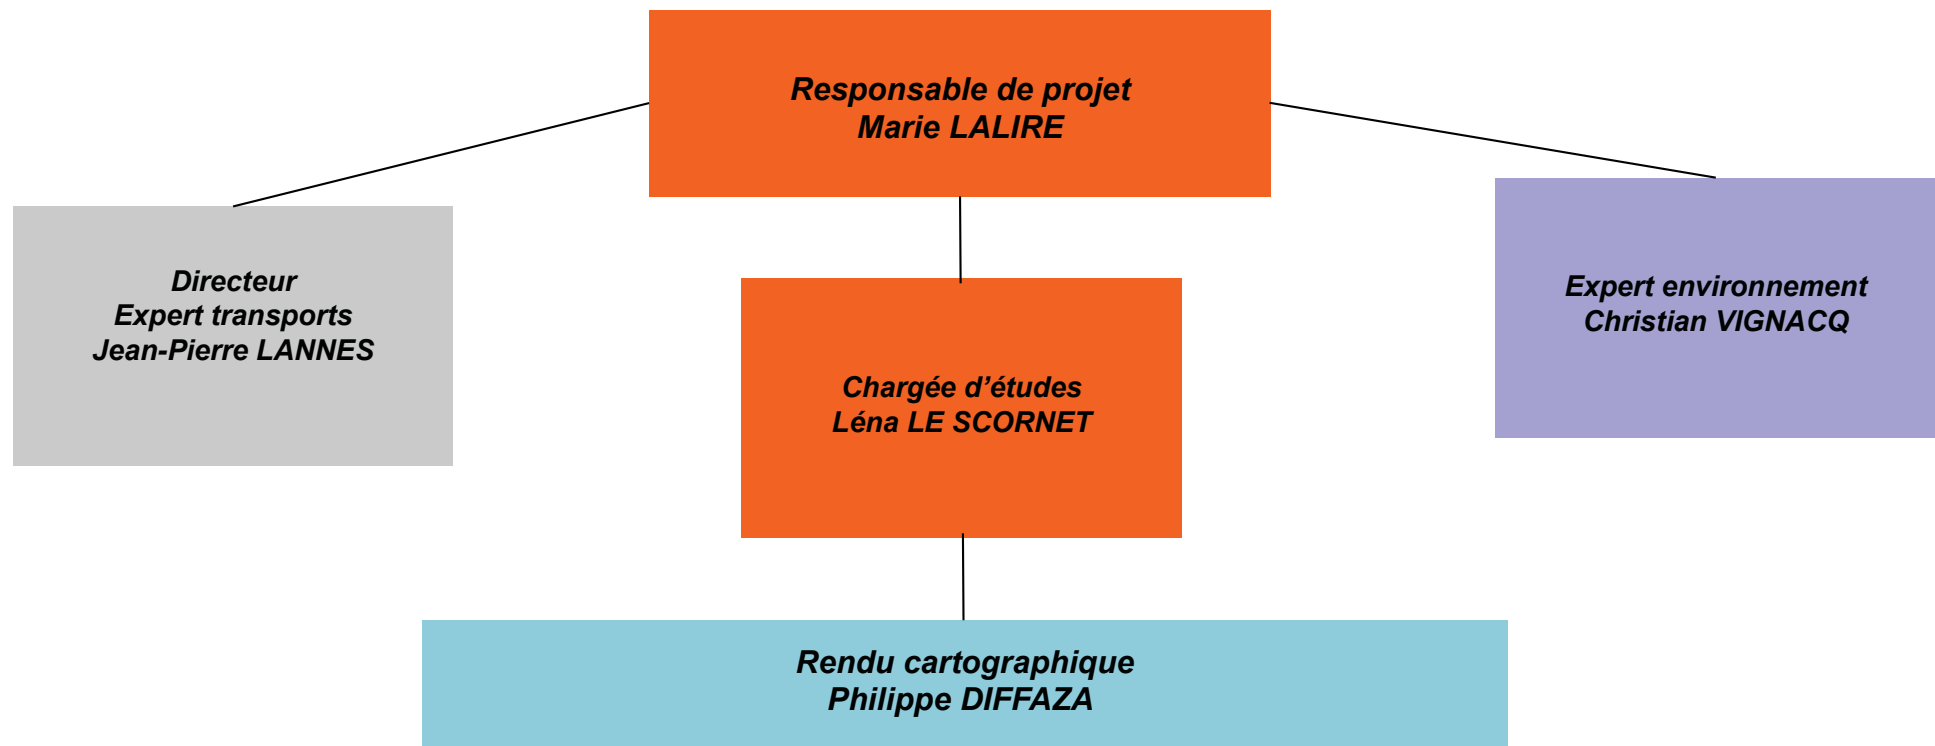 Responsable de projet
Marie LALIRE
Directeur
Expert transports
Jean-Pierre LANNES
Expert environnement
Christian VIGNACQ
Chargée d’études
Léna LE SCORNET
Rendu cartographique
Philippe DIFFAZA